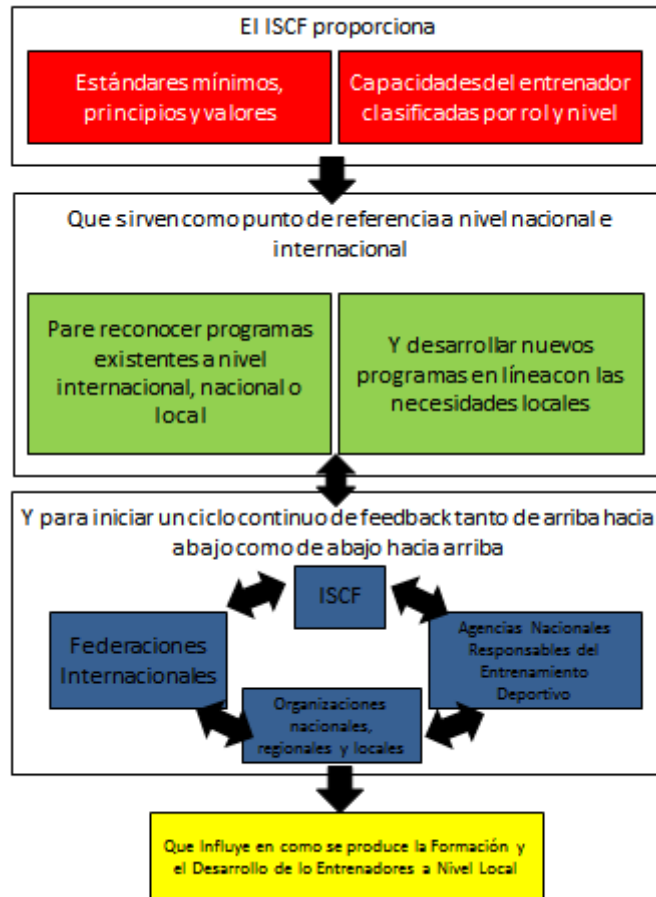 El ISCF proporciona
Estándares mínimos,
principios y valores
Capacidades del entrenador
clasificadas por rol y nivel
Que sirven como punto de referencia a nivel nacional e
internacional
Pare reconocer programas
existentes a nivel
internacional, nacional o
local
Y desarrollar nuevos
programas en línea con las
necesidades locales
Y para iniciar un ciclo continuo de feedback tanto de arriba hacia
abajo como de abajo hacia arriba
ISCF
Federaciones
Internacionales
Agencias Nacionales
Responsables del
Entrenamiento
Deportivo
Organizaciones
nacionales,
regionales y locales
Que Influye en como se produce la Formación y
el Desarrollo de lo Entrenadores a Nivel Local